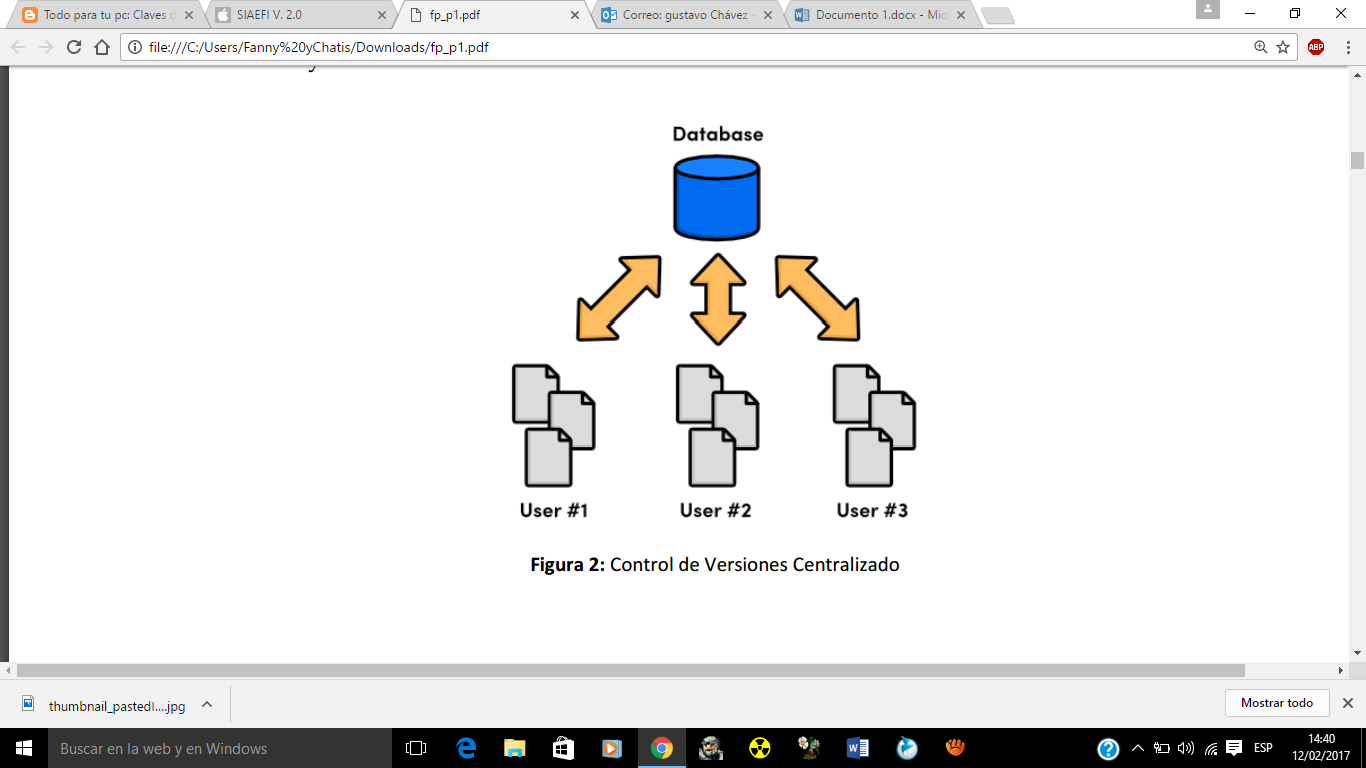 Todo para tu pc: Claves d
SIAEFI V. 2.0
fp_p1.pdf
Correo: gustavo Chávez -
Documento 1.docx - Mic
file:///C:/Users/Fanny%20yChatis/Downloads/fp_p1.pdf
ABP
y
Database
User #1
User #2
User #3
Figura 2: Control de Versiones Centralizado
thumbnail_pasted....jpg
Mostrar todo
Buscar en la web y en Windows
ESP
14:40
12/02/2017